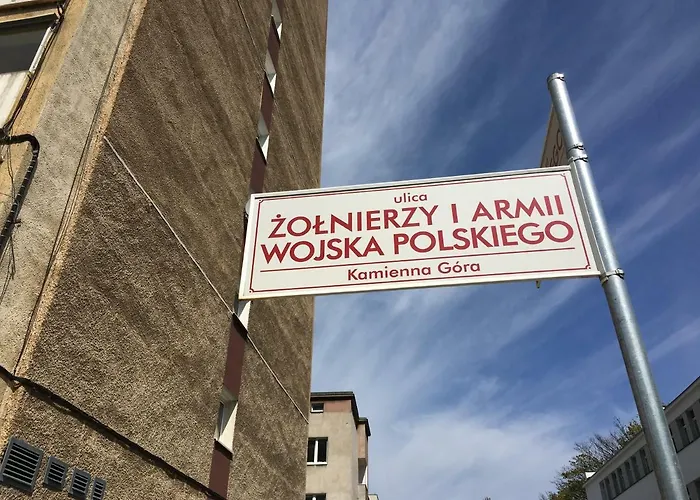 ulica
ŻOŁNIERZY I ARMII
WOJSKA POLSKIEGO
Kamienna Góra